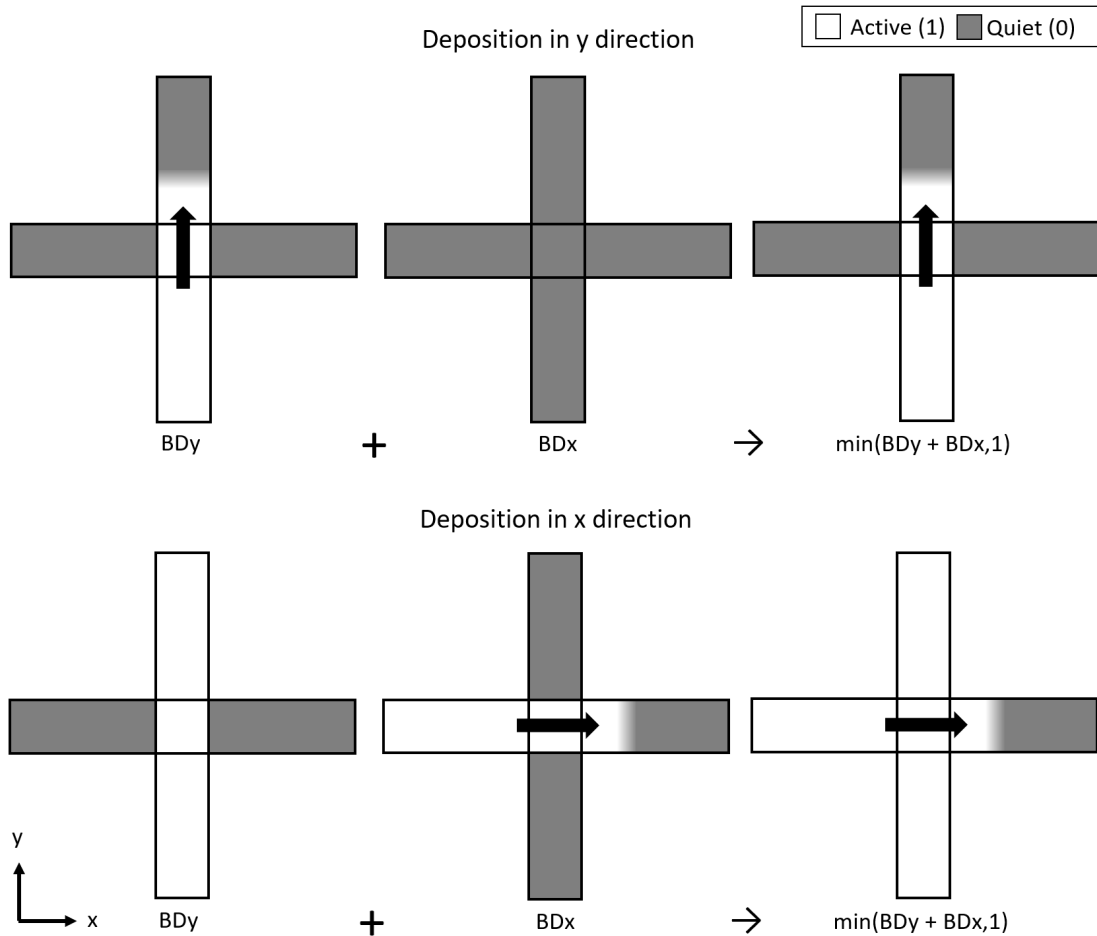 Active (1) Quiet (0)
Deposition in y direction
BDy + BDx → min(BDy + BDx,1)
Deposition in x direction
y
x
BDy + BDx → min(BDy + BDx,1)